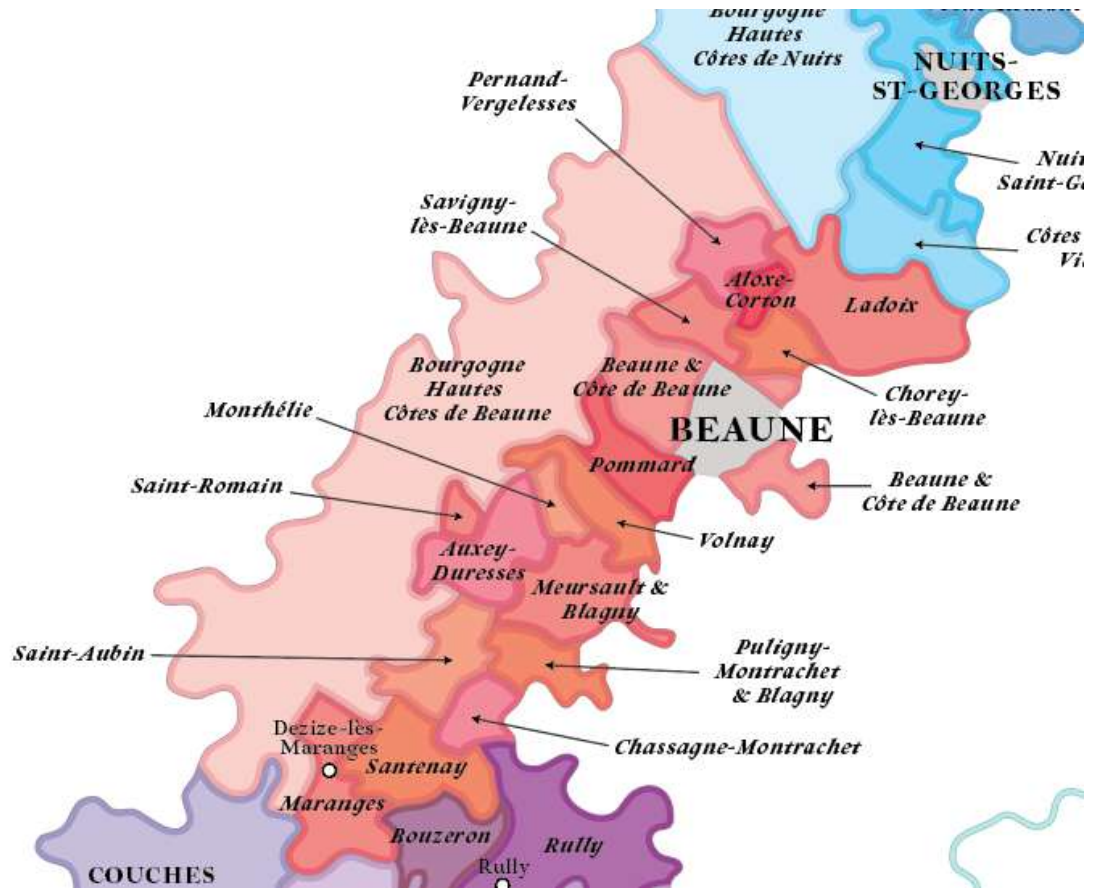 Bourgogne
Hautes
Côtes de Nuits
NUITS-
ST-GEORGES
Pernand-
Vergelesses
Savigny-
lès-Beaune
Aloxe-
Corton
Ladoix
Bourgogne
Hautes
Côtes de Beaune
Beaune &
Côte de Beaune
Chorey-
lès-Beaune
Monthélie
BEAUNE
Pommard
Saint-Romain
Beaune &
Côte de Beaune
Volnay
Auxey-
Duresses
Meursault &
Blagny
Saint-Aubin
Puligny-
Montrachet
& Blagny
Chassagne-Montrachet
Dezize-lès-
Maranges
Santenay
Maranges
Bouzeron
Rully
Rully
COUCHES
Côtes